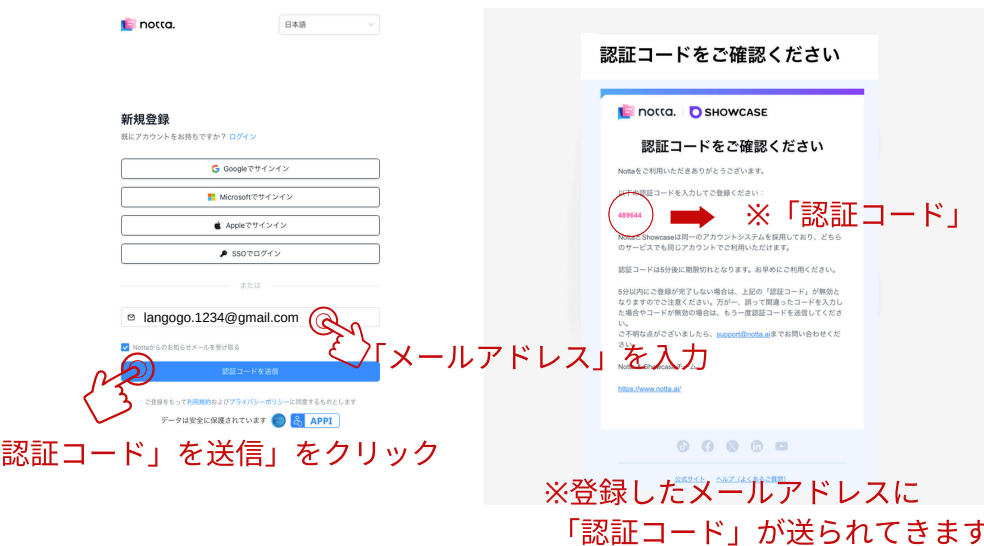 notta.
日本語
新規登録
既にアカウントをお持ちですか？ ログイン
Googleでサインイン
Microsoftでサインイン
Appleでサインイン
SSOでログイン
または
langogo.1234@gmail.com
Nottaからのお知らせメールを受け取る
認証コードを送信
ご登録をもって利用規約およびプライバシーポリシーに同意するものとします
データは安全に保護されています APPI
「メールアドレス」を入力
認証コード」を送信」をクリック
認証コードをご確認ください
notta. SHOWCASE
認証コードをご確認ください
Nottaをご利用いただきありがとうございます。
以下の認証コードを入力してご登録ください：
489644
※「認証コード」
NottaとShowcaseは同一のアカウントシステムを採用しており、どちら
のサービスでも同じアカウントでご利用いただけます。
認証コードは5分後に期限切れとなります。お早めにご利用ください。
5分以内にご登録が完了しない場合は、上記の「認証コード」が無効と
なりますのでご注意ください。万が一、誤って間違ったコードを入力し
た場合やコードが無効の場合は、もう一度認証コードを送信してくださ
い。
ご不明な点がございましたら、support@notta.aiまでお問い合わせくだ
さい。
Notta Showcaseチーム
https://www.notta.ai/
公式サイト ヘルプ（よくあるご質問）
※登録したメールアドレスに
「認証コード」が送られてきます